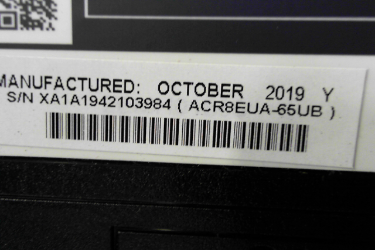 MANUFACTURED: OCTOBER 2019 Y
S/N XA1A1942103984 ( ACR8EUA-65UB )